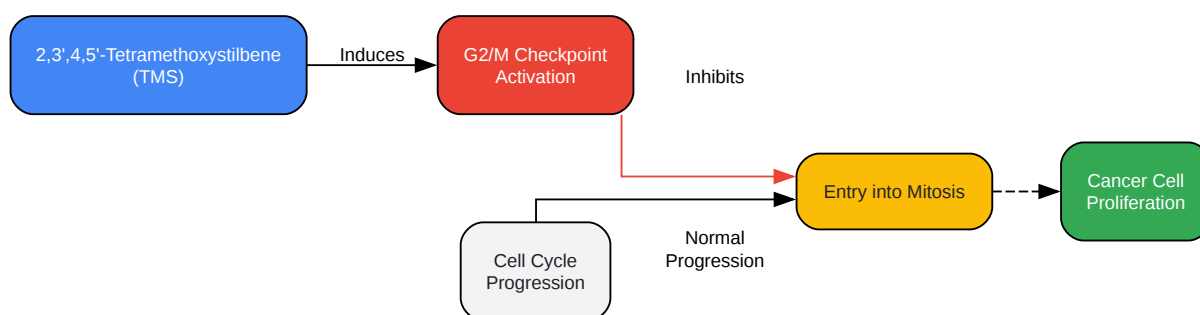 2,3',4,5'-Tetramethoxystilbene
(TMS)
Induces
G2/M Checkpoint
Activation
Inhibits
Entry into Mitosis
Cancer Cell
Proliferation
Normal
Progression
Cell Cycle
Progression